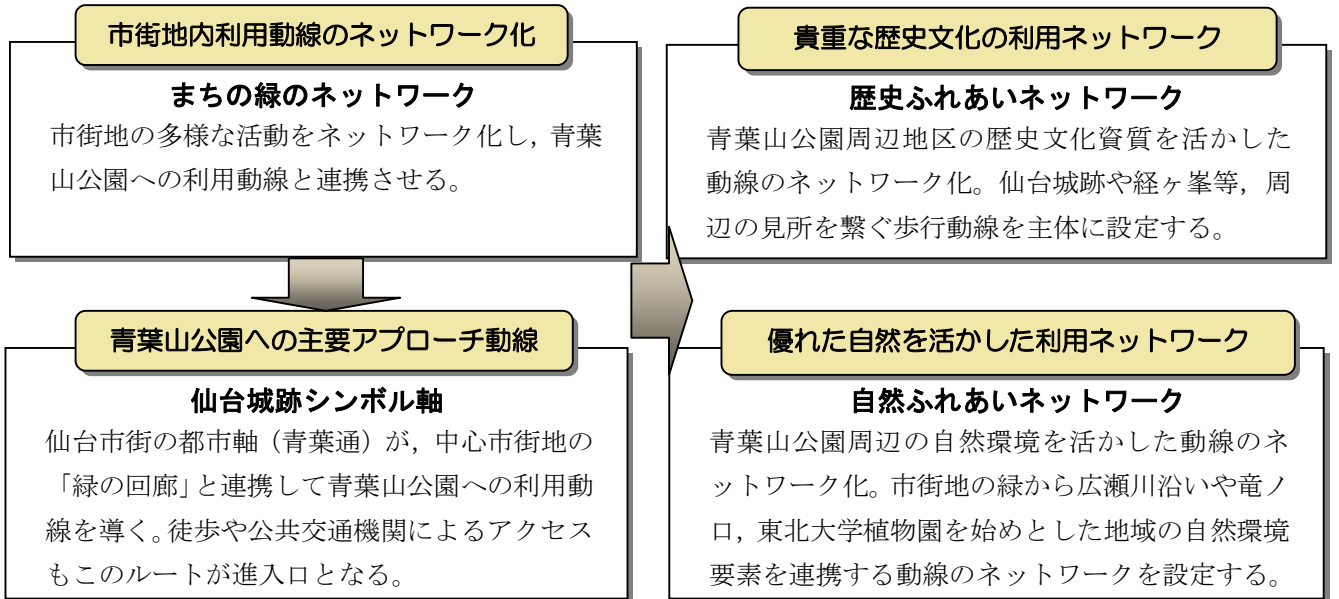 市街地内利用動線のネットワーク化
まちの緑のネットワーク
市街地の多様な活動をネットワーク化し,青葉
山公園への利用動線と連携させる。
青葉山公園への主要アプローチ動線
仙台城跡シンボル軸
仙台市街の都市軸(青葉通)が,中心市街地の
「緑の回廊」と連携して青葉山公園への利用動
線を導く。徒歩や公共交通機関によるアクセス
もこのルートが進入口となる。
貴重な歴史文化の利用ネットワーク
歴史ふれあいネットワーク
青葉山公園周辺地区の歴史文化資質を活かした
動線のネットワーク化。仙台城跡や経ヶ峯等,周
辺の見所を繋ぐ歩行動線を主体に設定する。
優れた自然を活かした利用ネットワーク
自然ふれあいネットワーク
青葉山公園周辺の自然環境を活かした動線のネ
ットワーク化。市街地の緑から広瀬川沿いや竜ノ
口,東北大学植物園を始めとした地域の自然環境
要素を連携する動線のネットワークを設定する。